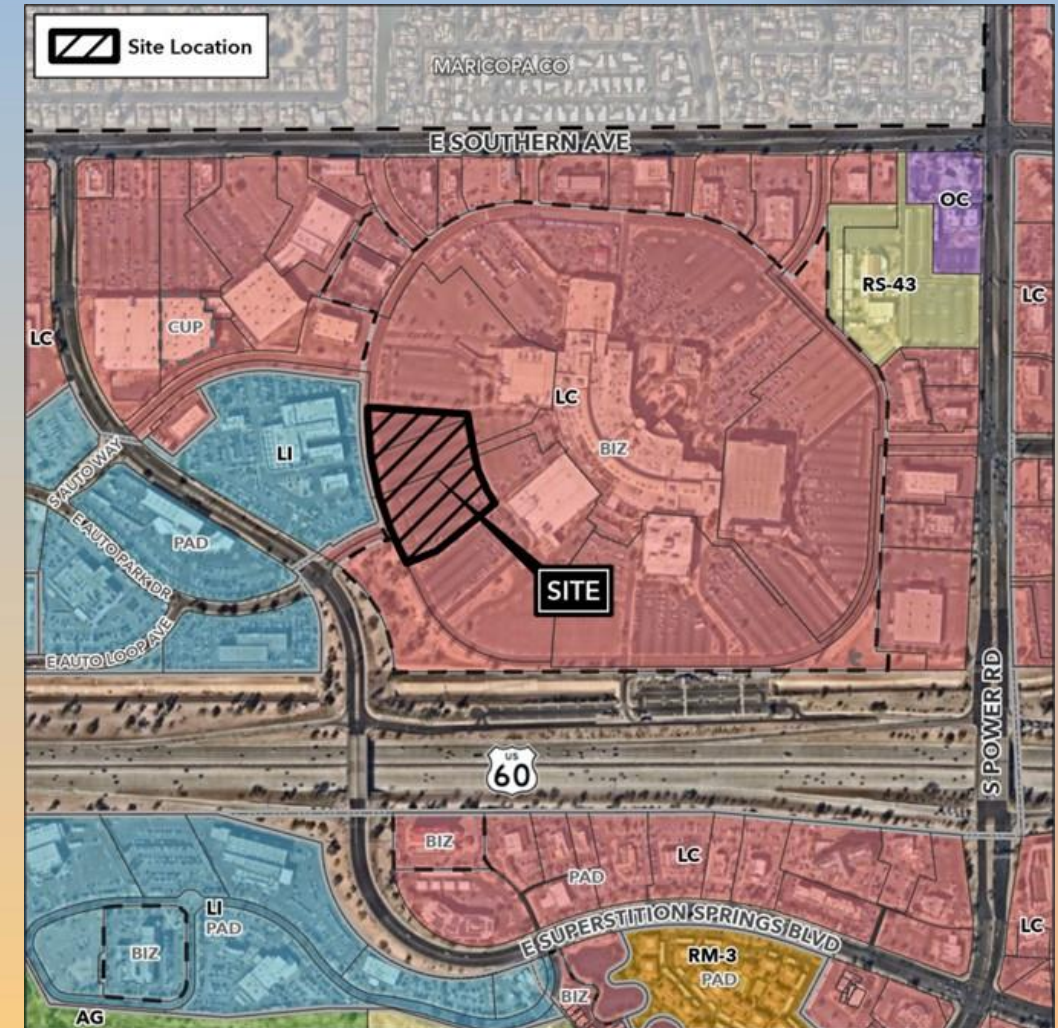 Site Location
MARICOPA CO
E SOUTHERN AVE
OC
RS-43
LC
LC
CUP
LC
BIZ
LI
S AUTO WAY
E AUTO PARK DR
PAD
E AUTO LOOP AVE
SITE
S POWER RD
US
60
BIZ
LC
PAD
E SUPERSTITION SPRINGS BLVD
LC
LI
PAD
BIZ
RM-3
PAD
BIZ
AG